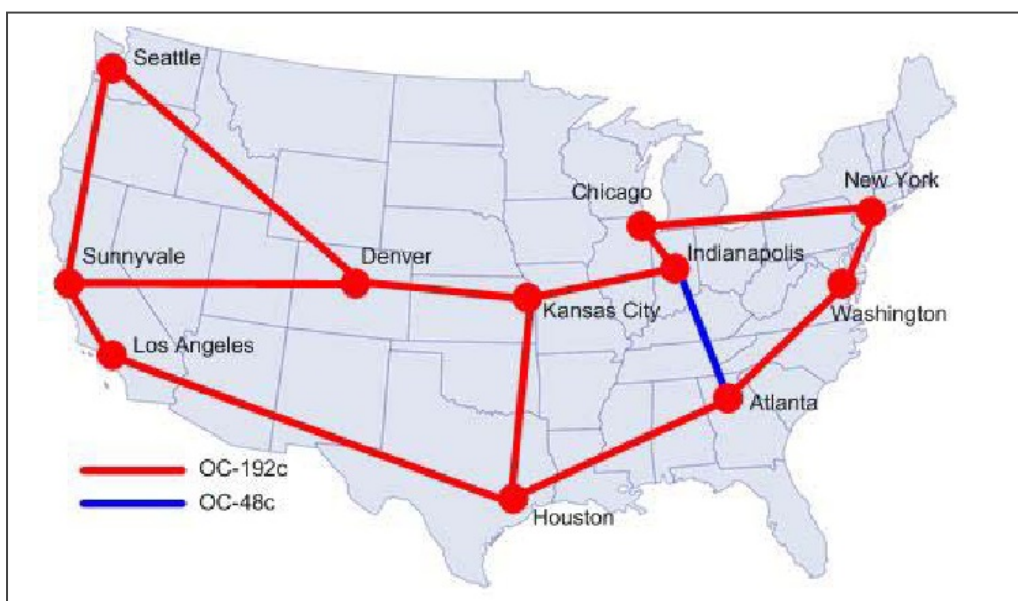 Seattle
New York
Chicago
Sunnyvale
Denver
Indianapolis
Kansas City
Washington
Los Angeles
Atlanta
OC-192c
OC-48c
Houston